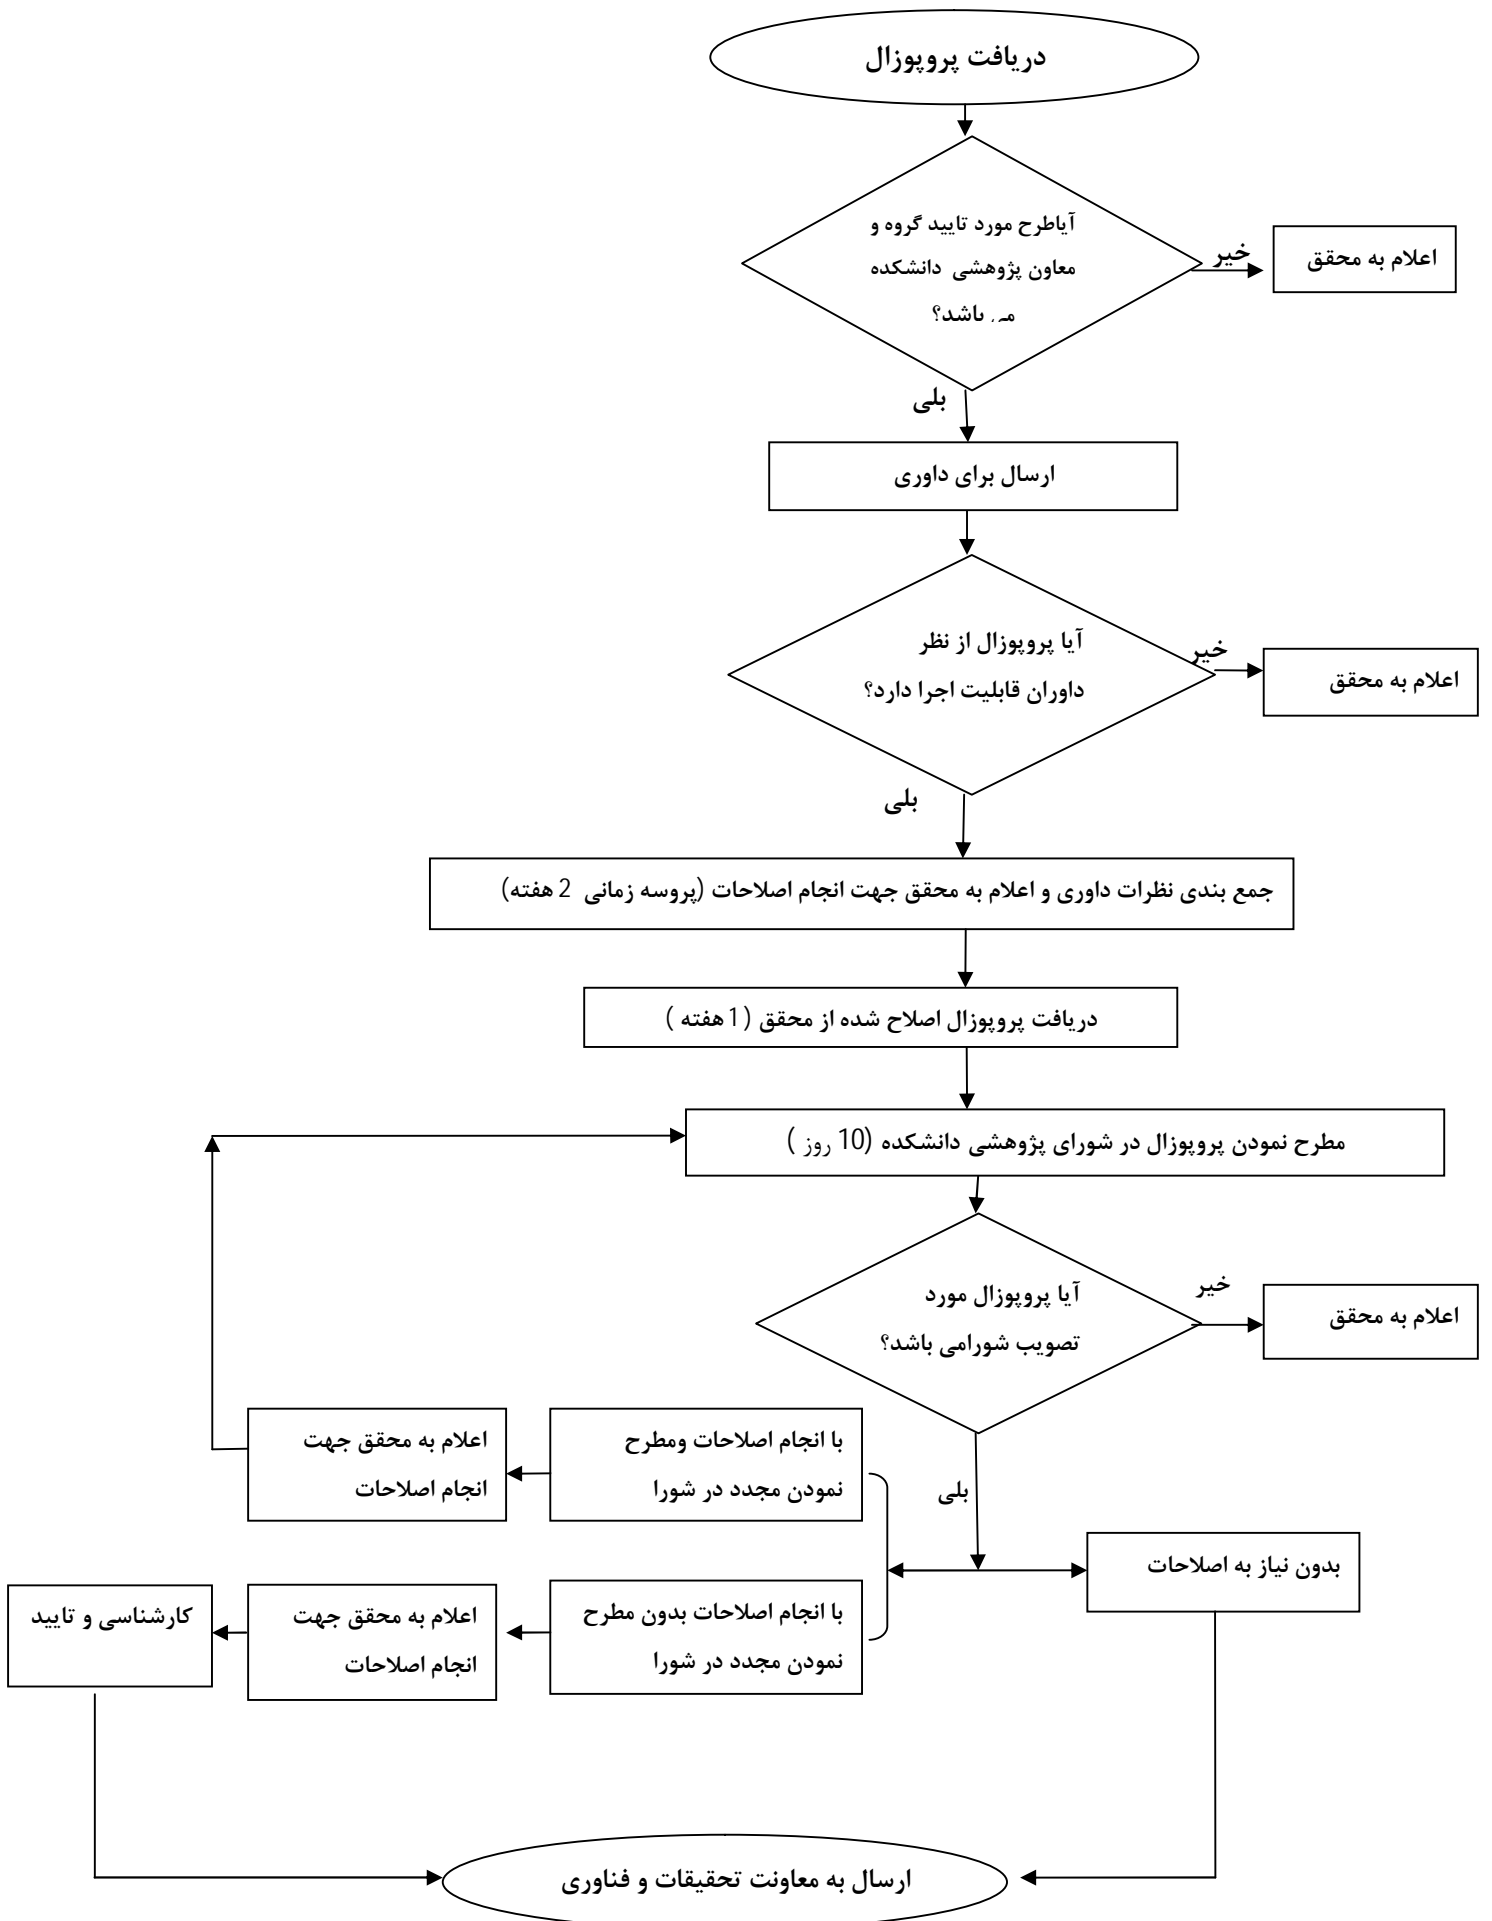 دریافت پروپوزال
آیاطرح مورد تایید گروه و
معاون پژوهشی دانشکده
می باشد؟
خیر
اعلام به محقق
بلی
ارسال برای داوری
آیا پروپوزال از نظر
داوران قابلیت اجرا دارد؟
خیر
اعلام به محقق
بلی
جمع بندی نظرات داوری و اعلام به محقق جهت انجام اصلاحات (پروسه زمانی 2 هفته)
دریافت پروپوزال اصلاح شده از محقق (1 هفته )
مطرح نمودن پروپوزال در شورای پژوهشی دانشکده (10 روز )
آیا پروپوزال مورد
تصویب شورامی باشد؟
خیر
اعلام به محقق
بلی
بدون نیاز به اصلاحات
با انجام اصلاحات ومطرح
نمودن مجدد در شورا
اعلام به محقق جهت
انجام اصلاحات
با انجام اصلاحات بدون مطرح
نمودن مجدد در شورا
اعلام به محقق جهت
انجام اصلاحات
کارشناسی و تایید
ارسال به معاونت تحقیقات و فناوری